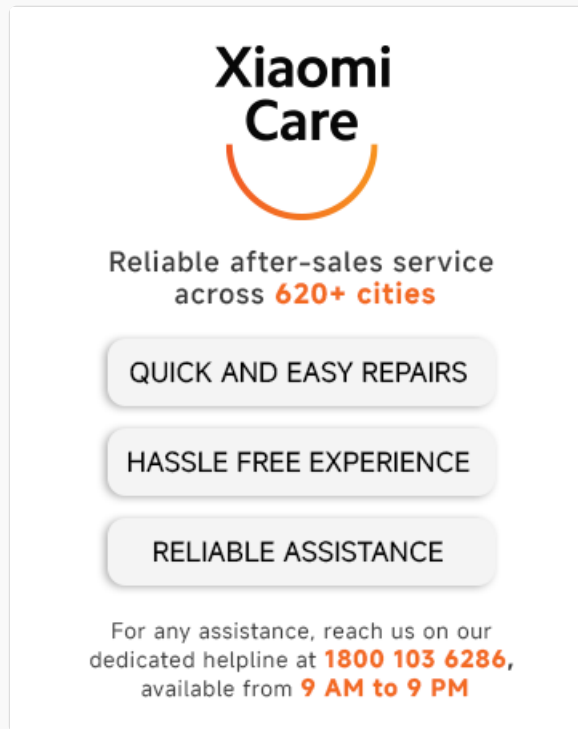 Xiaomi
Care
Reliable after-sales service
across 620+ cities
QUICK AND EASY REPAIRS
HASSLE FREE EXPERIENCE
RELIABLE ASSISTANCE
For any assistance, reach us on our
dedicated helpline at 1800 103 6286,
available from 9 AM to 9 PM